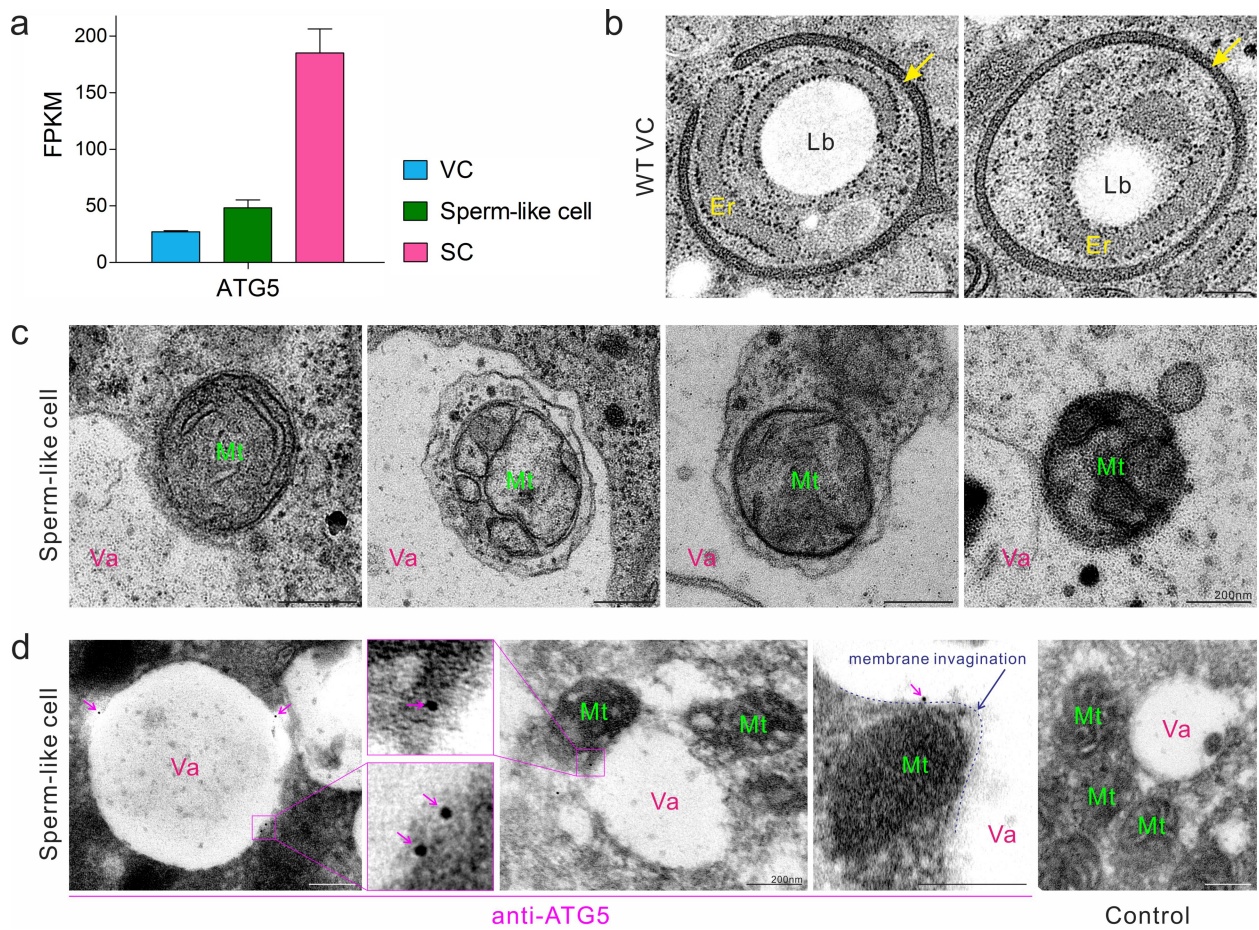 a
200
150
100
50
0
FPKM
ATG5
VC
Sperm-like cell
SC
b
WT VC
Lb
Er
Lb
Er
c
Sperm-like cell
Mt
Va
Mt
Va
Mt
Va
Mt
Va
200nm
d
Sperm-like cell
Va
Mt
Mt
Va
200nm
membrane invagination
Mt
Va
Mt
Va
Mt
Mt
anti-ATG5
Control